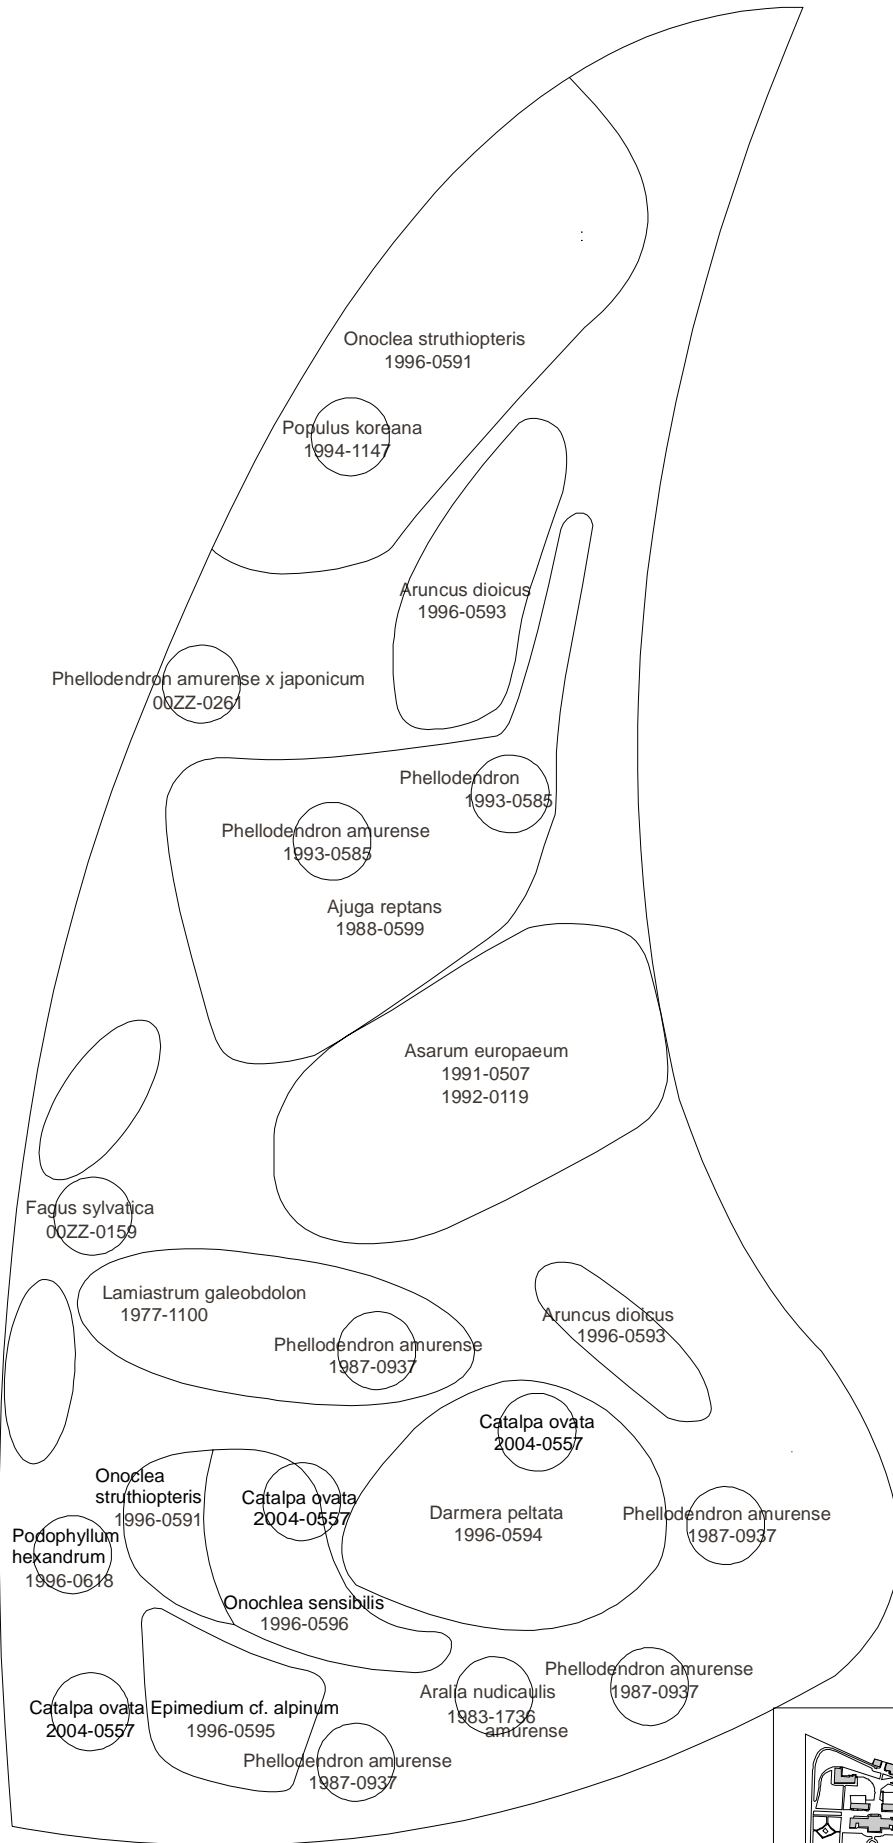 Onoclea struthiopteris
1996-0591
Populus koreana
1994-1147
Aruncus dioicus
1996-0593
Phellodendron amurense x japonicum
00ZZ-0261
Phellodendron
1993-0585
Phellodendron amurense
1993-0585
Ajuga reptans
1988-0599
Asarum europaeum
1991-0507
1992-0119
Fagus sylvatica
00ZZ-0159
Lamiastrum galeobdolon
1977-1100
Aruncus dioicus
1996-0593
Phellodendron amurense
1987-0937
Catalpa ovata
2004-0557
Onoclea
struthiopteris
1996-0591
Catalpa ovata
2004-0557
Darmera peltata
1996-0594
Phellodendron amurense
1987-0937
Podophyllum
hexandrum
1996-0618
Onochlea sensibilis
1996-0596
Phellodendron amurense
1987-0937
Aralia nudicaulis
1983-1736
amurense
Catalpa ovata
2004-0557
Epimedium cf. alpinum
1996-0595
Phellodendron amurense
1987-0937